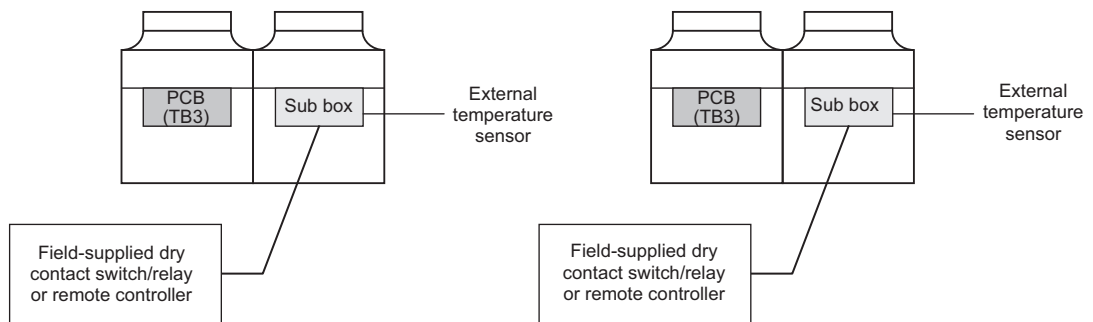 PCB
(TB3)
Sub box
External
temperature
sensor
Field-supplied dry
contact switch/relay
or remote controller
PCB
(TB3)
Sub box
External
temperature
sensor
Field-supplied dry
contact switch/relay
or remote controller